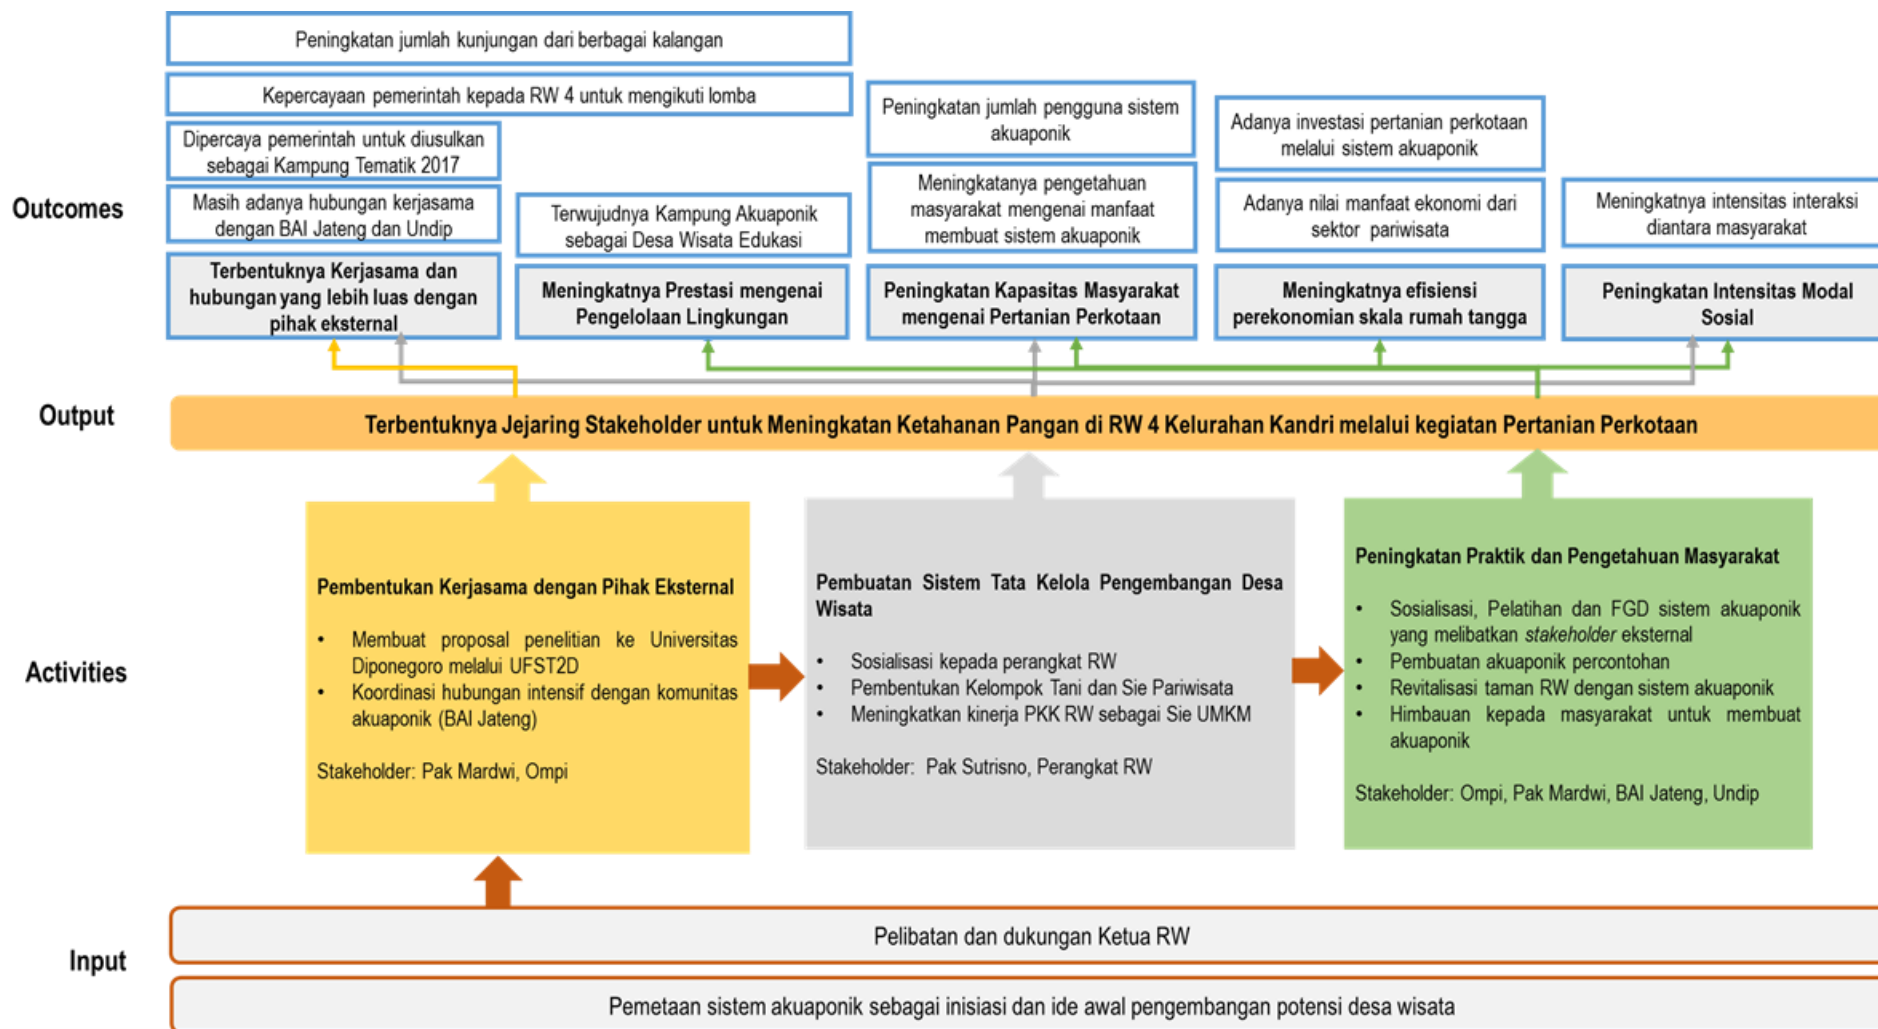 Peningkatan jumlah kunjungan dari berbagai kalangan
Kepercayaan pemerintah kepada RW 4 untuk mengikuti lomba
Dipercaya pemerintah untuk diusulkan
sebagai Kampung Tematik 2017
Masih adanya hubungan kerjasama
dengan BAI Jateng dan Undip
Terbentuknya Kerjasama dan
hubungan yang lebih luas dengan
pihak eksternal
Terwujudnya Kampung Akuaponik
sebagai Desa Wisata Edukasi
Meningkatnya Prestasi mengenai
Pengelolaan Lingkungan
Peningkatan jumlah pengguna sistem
akuaponik
Meningkatanya pengetahuan
masyarakat mengenai manfaat
membuat sistem akuaponik
Peningkatan Kapasitas Masyarakat
mengenai Pertanian Perkotaan
Adanya investasi pertanian perkotaan
melalui sistem akuaponik
Adanya nilai manfaat ekonomi dari
sektor pariwisata
Meningkatnya efisiensi
perekonomian skala rumah tangga
Meningkatnya intensitas interaksi
diantara masyarakat
Peningkatan Intensitas Modal
Sosial
Outcomes
Output
Terbentuknya Jejaring Stakeholder untuk Meningkatan Ketahanan Pangan di RW 4 Kelurahan Kandri melalui kegiatan Pertanian Perkotaan
Activities
Pembentukan Kerjasama dengan Pihak Eksternal
• Membuat proposal penelitian ke Universitas
Diponegoro melalui UFST2D
• Koordinasi hubungan intensif dengan komunitas
akuaponik (BAI Jateng)
Stakeholder: Pak Mardwi, Ompi
Pembuatan Sistem Tata Kelola Pengembangan Desa
Wisata
• Sosialisasi kepada perangkat RW
• Pembentukan Kelompok Tani dan Sie Pariwisata
• Meningkatkan kinerja PKK RW sebagai Sie UMKM
Stakeholder: Pak Sutrisno, Perangkat RW
Peningkatan Praktik dan Pengetahuan Masyarakat
• Sosialisasi, Pelatihan dan FGD sistem akuaponik
yang melibatkan stakeholder eksternal
• Pembuatan akuaponik percontohan
• Revitalisasi taman RW dengan sistem akuaponik
• Himbauan kepada masyarakat untuk membuat
akuaponik
Stakeholder: Ompi, Pak Mardwi, BAI Jateng, Undip
Input
Pelibatan dan dukungan Ketua RW
Pemetaan sistem akuaponik sebagai inisiasi dan ide awal pengembangan potensi desa wisata